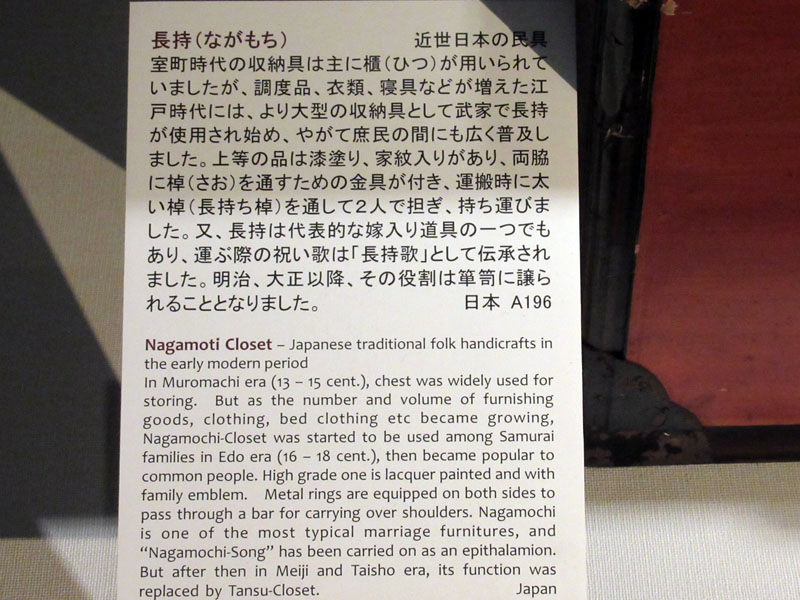 長持(ながもち) 近世日本の民具
室町時代の収納具は主に櫃(ひつ)が用いられて
いましたが、調度品、衣類、寝具などが増えた江
戸時代には、より大型の収納具として武家で長持
が使用され始め、やがて庶民の間にも広く普及し
ました。上等の品は漆塗り、家紋入りがあり、両脇
に棹(さお)を通すための金具が付き、運搬時に太
い棹(長持ち棹)を通して2人で担ぎ、持ち運びま
した。又、長持は代表的な嫁入り道具の一つでも
あり、運ぶ際の祝い歌は「長持歌」として伝承され
ました。明治、大正以降、その役割は箪笥に譲ら
れることとなりました。 日本 A196
Nagamoti Closet – Japanese traditional folk handicrafts in
the early modern period
In Muromachi era (13 – 15 cent.), chest was widely used for
storing. But as the number and volume of furnishing
goods, clothing, bed clothing etc became growing,
Nagamochi-Closet was started to be used among Samurai
families in Edo era (16 – 18 cent.), then became popular to
common people. High grade one is lacquer painted and with
family emblem. Metal rings are equipped on both sides to
pass through a bar for carrying over shoulders. Nagamochi
is one of the most typical marriage furnitures, and
“Nagamochi-Song” has been carried on as an epithalamion.
But after then in Meiji and Taisho era, its function was
replaced by Tansu-Closet. Japan